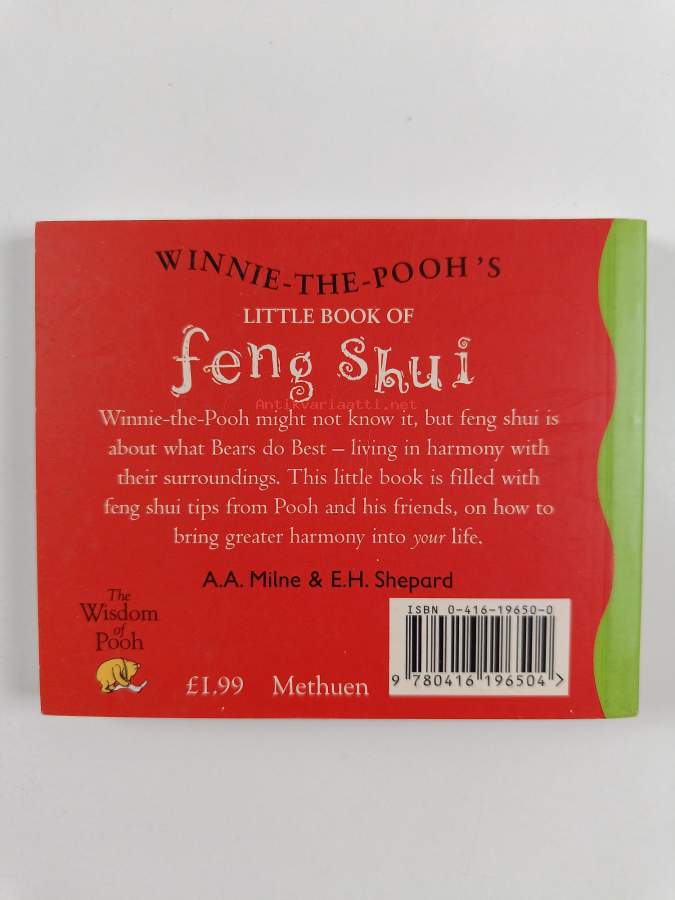 WINNIE-THE-POOH'S
LITTLE BOOK OF
feng shui
Antikvariaatti.net
Winnie-the-Pooh might not know it, but feng shui is
about what Bears do Best – living in harmony with
their surroundings. This little book is filled with
feng shui tips from Pooh and his friends, on how to
bring greater harmony into your life.
A.A. Milne & E.H. Shepard
The
Wisdom
of
Pooh
£1.99 Methuen
ISBN 0-416-19650-0
9 780416 196504 >